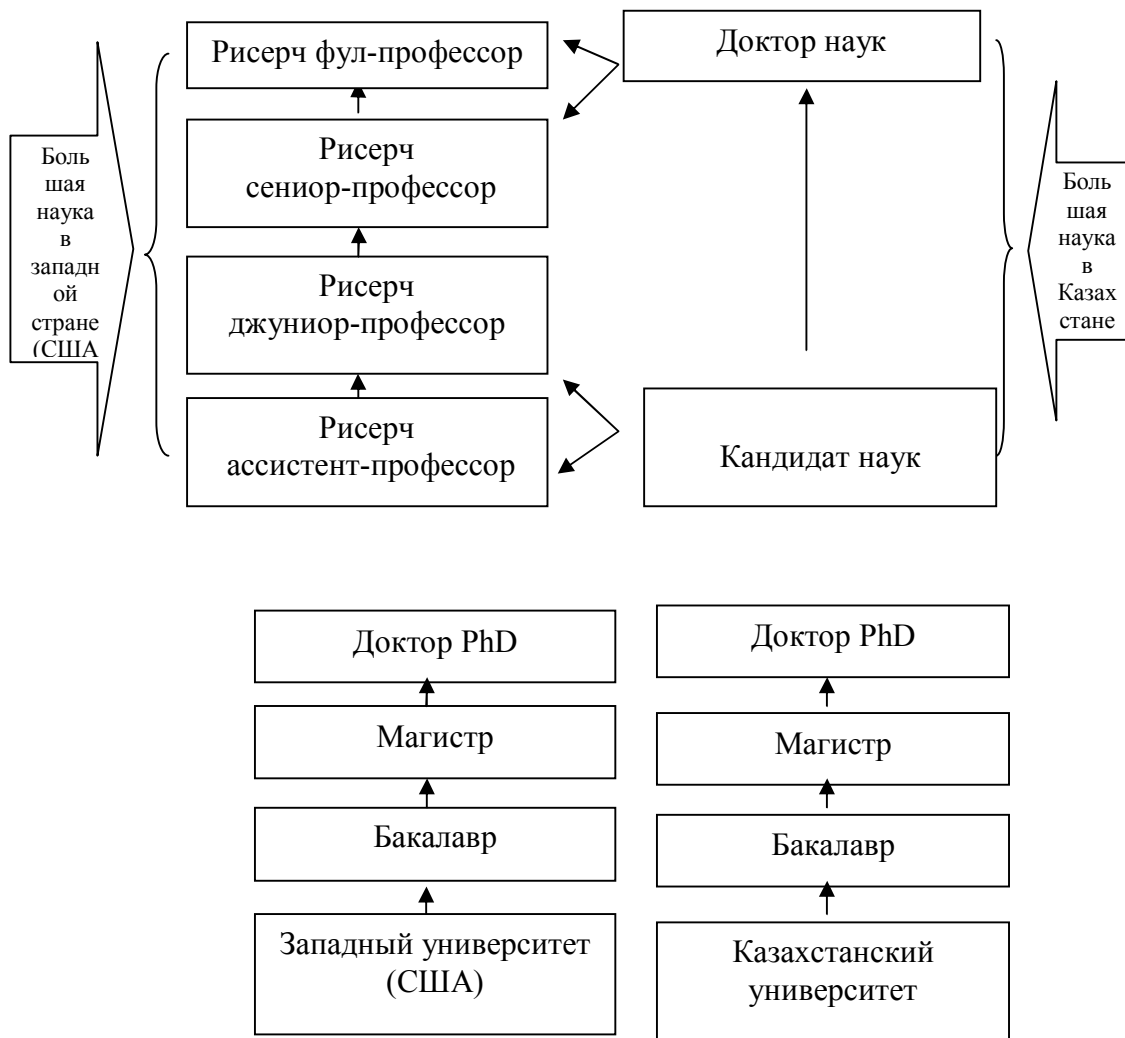 Рисерч фул-профессор
Доктор наук
Боль
шая
наука
в
западн
ой
стране
(США
Рисерч
сениор-профессор
Рисерч
джуниор-профессор
Рисерч
ассистент-профессор
Кандидат наук
Боль
шая
наука
в
Казах
стане
Доктор PhD
Магистр
Бакалавр
Западный университет
(США)
Доктор PhD
Магистр
Бакалавр
Казахстанский
университет